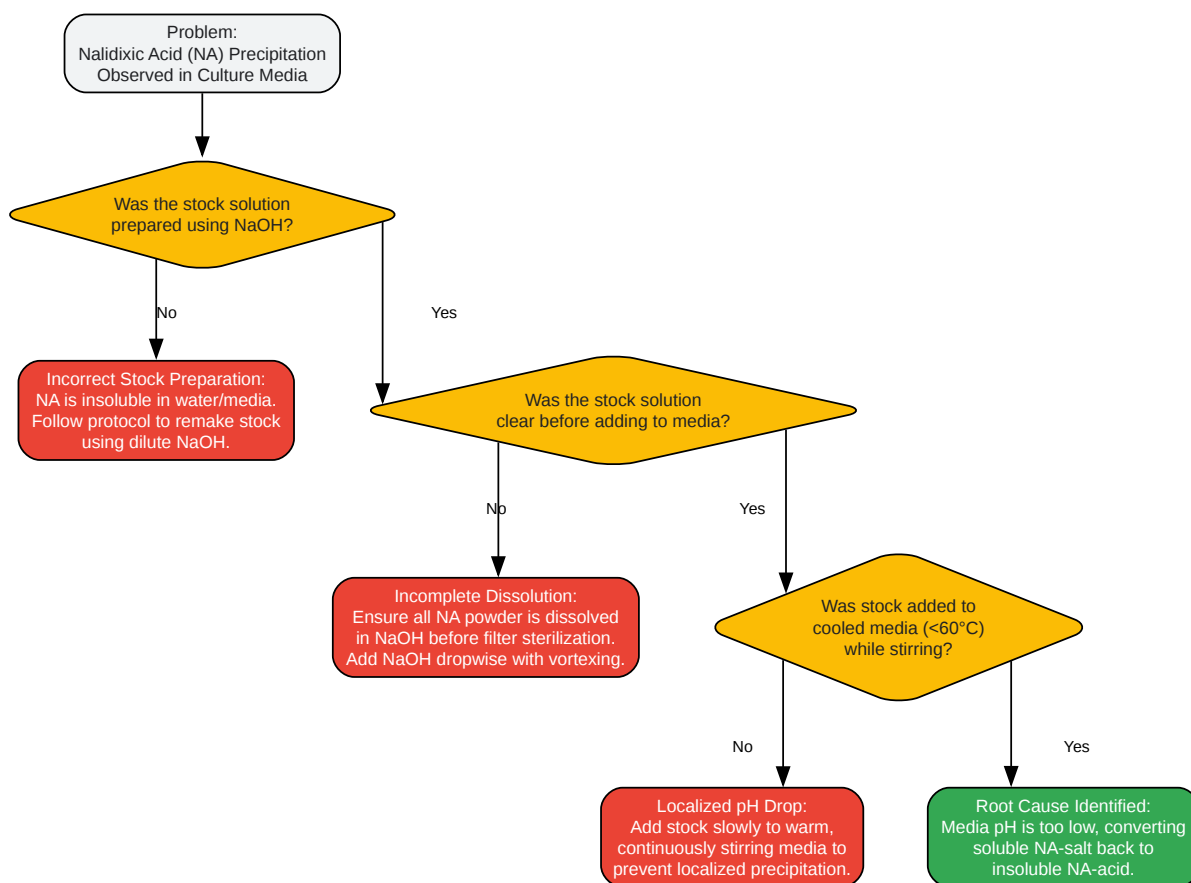 Problem:
Nalidixic Acid (NA) Precipitation
Observed in Culture Media
Was the stock solution
prepared using NaOH?
No
Yes
Incorrect Stock Preparation:
NA is insoluble in water/media.
Follow protocol to remake stock
using dilute NaOH.
Was the stock solution
clear before adding to media?
No
Yes
Incomplete Dissolution:
Ensure all NA powder is dissolved
in NaOH before filter sterilization.
Add NaOH dropwise with vortexing.
Was stock added to
cooled media (<60°C)
while stirring?
No
Yes
Localized pH Drop:
Add stock slowly to warm,
continuously stirring media to
prevent localized precipitation.
Root Cause Identified:
Media pH is too low, converting
soluble NA-salt back to
insoluble NA-acid.